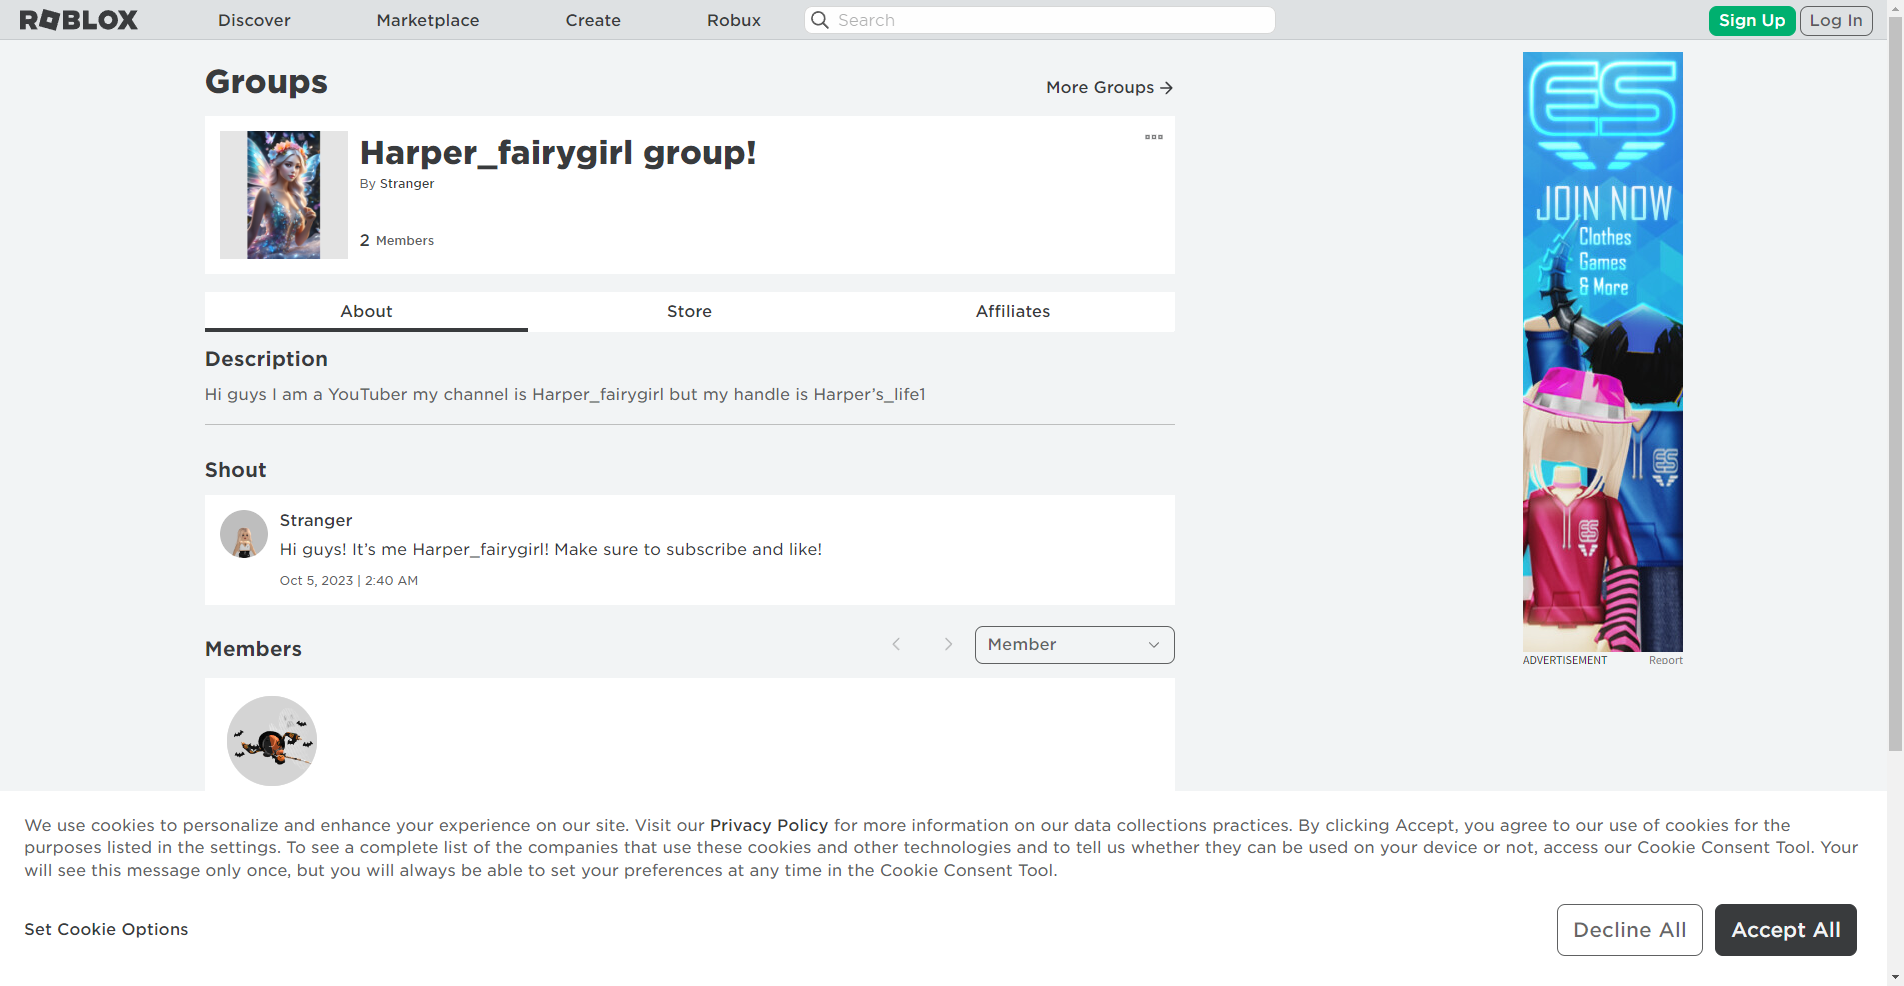 ROBLOX
Discover
Marketplace
Create
Robux
Search
Sign Up
Log In
Groups
More Groups
Harper_fairygirl group!
By Stranger
2 Members
About
Store
Affiliates
Description
Hi guys I am a YouTuber my channel is Harper_fairygirl but my handle is Harper’s_life1
Shout
Stranger
Hi guys! It’s me Harper_fairygirl! Make sure to subscribe and like!
Oct 5, 2023 | 2:40 AM
Members
Member
ES
JOIN NOW
Clothes
Games
& More
ES
ES
ADVERTISEMENT
Report
We use cookies to personalize and enhance your experience on our site. Visit our Privacy Policy for more information on our data collections practices. By clicking Accept, you agree to our use of cookies for the
purposes listed in the settings. To see a complete list of the companies that use these cookies and other technologies and to tell us whether they can be used on your device or not, access our Cookie Consent Tool. Your
will see this message only once, but you will always be able to set your preferences at any time in the Cookie Consent Tool.
Set Cookie Options
Decline All
Accept All